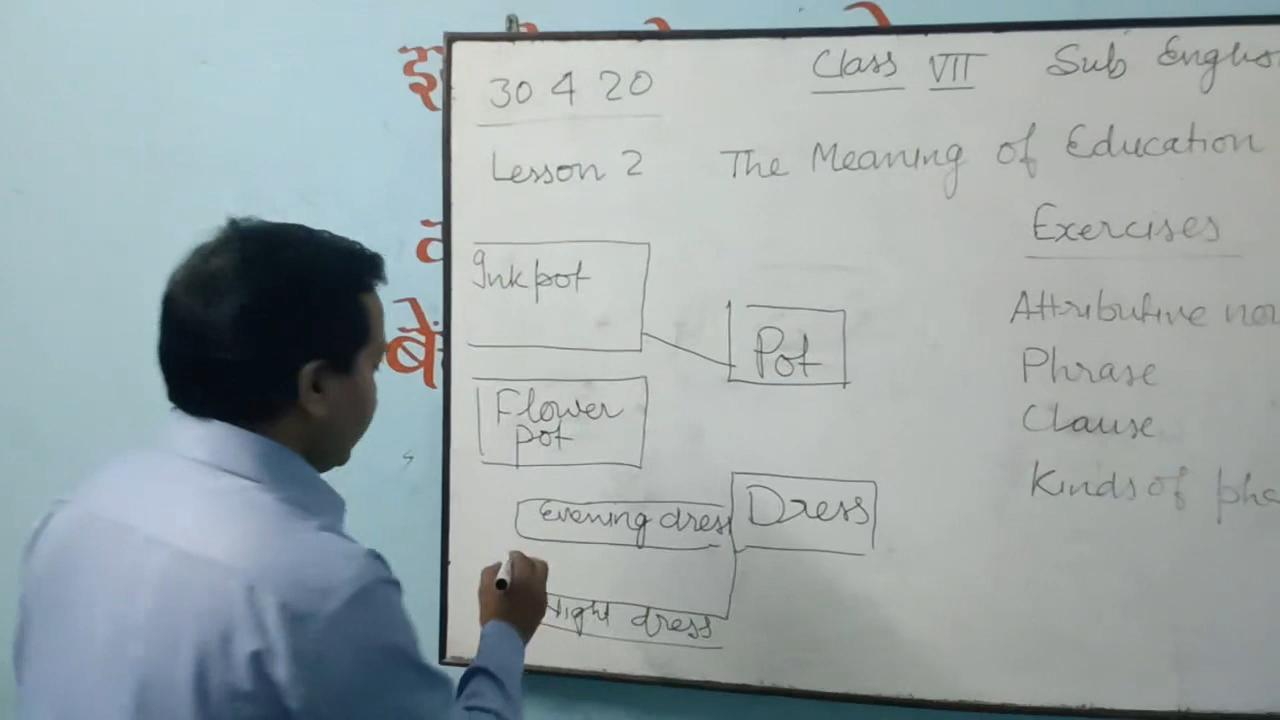 30 4 20
Class VII Sub
Lesson 2 The Meaning of Education
Exercises
Inkpot
Pot
Flower
pot
Evening dress
Dress
Night dress
Attributive
Phrase
Clause
Kinds of